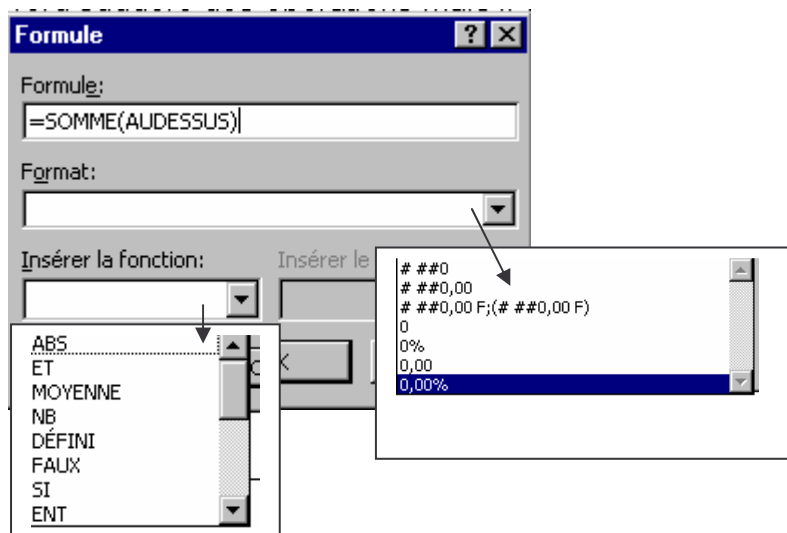 Formule
Formule:
=SOMME(AUDESSUS)
Format:
Insérer la fonction:
Insérer le
# ##0
# ##0,00
# ##0,00 F;(# ##0,00 F)
0
0%
0,00
0,00%
ABS
ET
MOYENNE
NB
DÉFINI
FAUX
SI
ENT